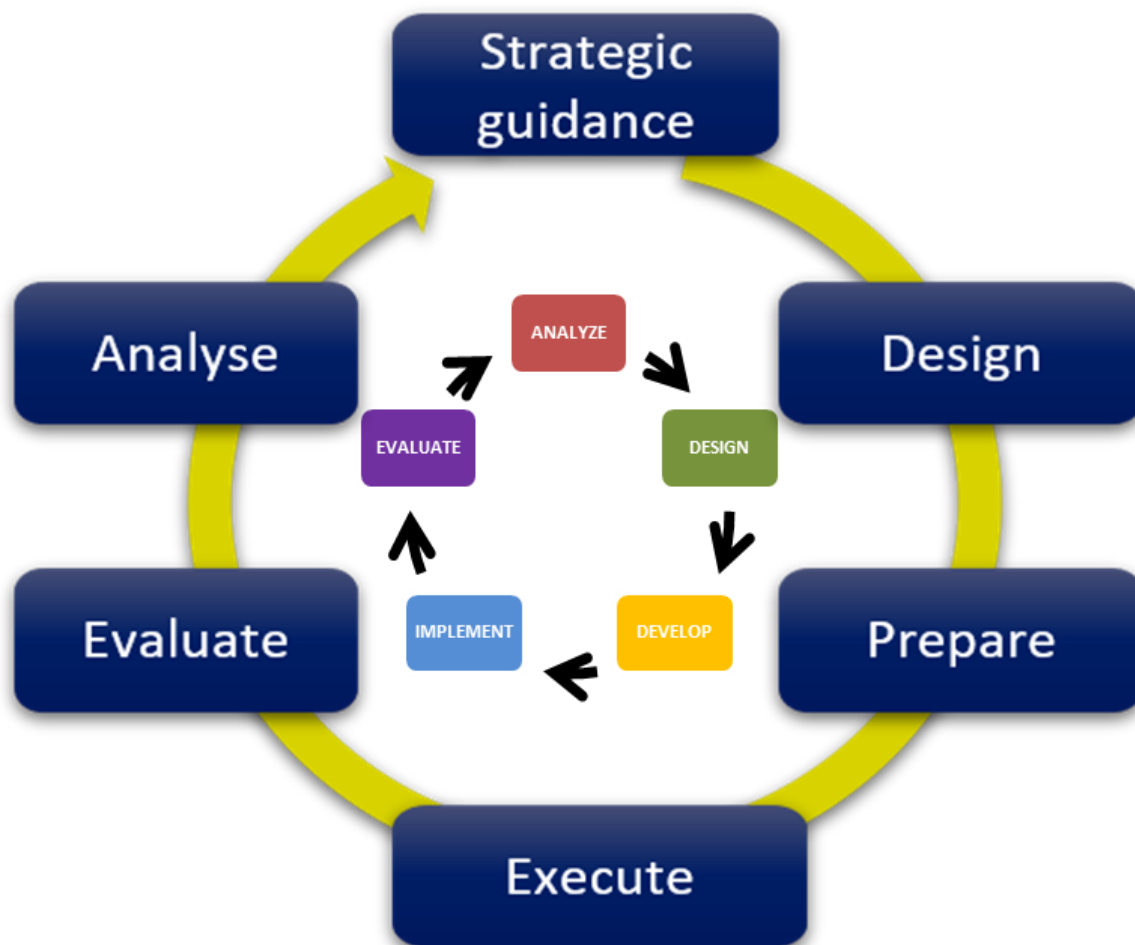 Strategic
guidance
Analyse
Design
ANALYZE
EVALUATE
DESIGN
IMPLEMENT
DEVELOP
Evaluate
Prepare
Execute